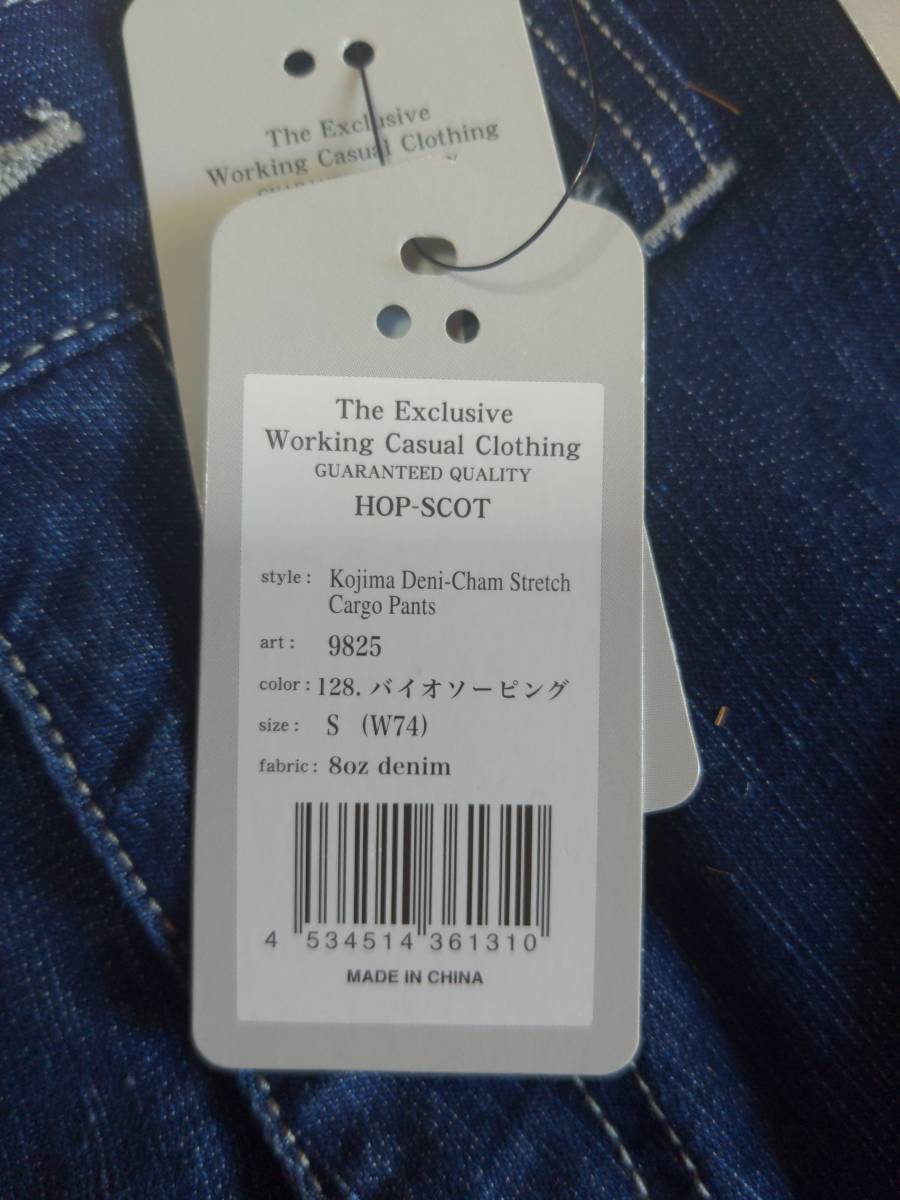 The Exclusive
Working Casual Clothing
The Exclusive
Working Casual Clothing
GUARANTEED QUALITY
HOP-SCOT
style : Kojima Deni-Cham Stretch
Cargo Pants
art : 9825
color : 128. バイオソーピング
size : S (W74)
fabric : 8oz denim
4 534514 361310
MADE IN CHINA